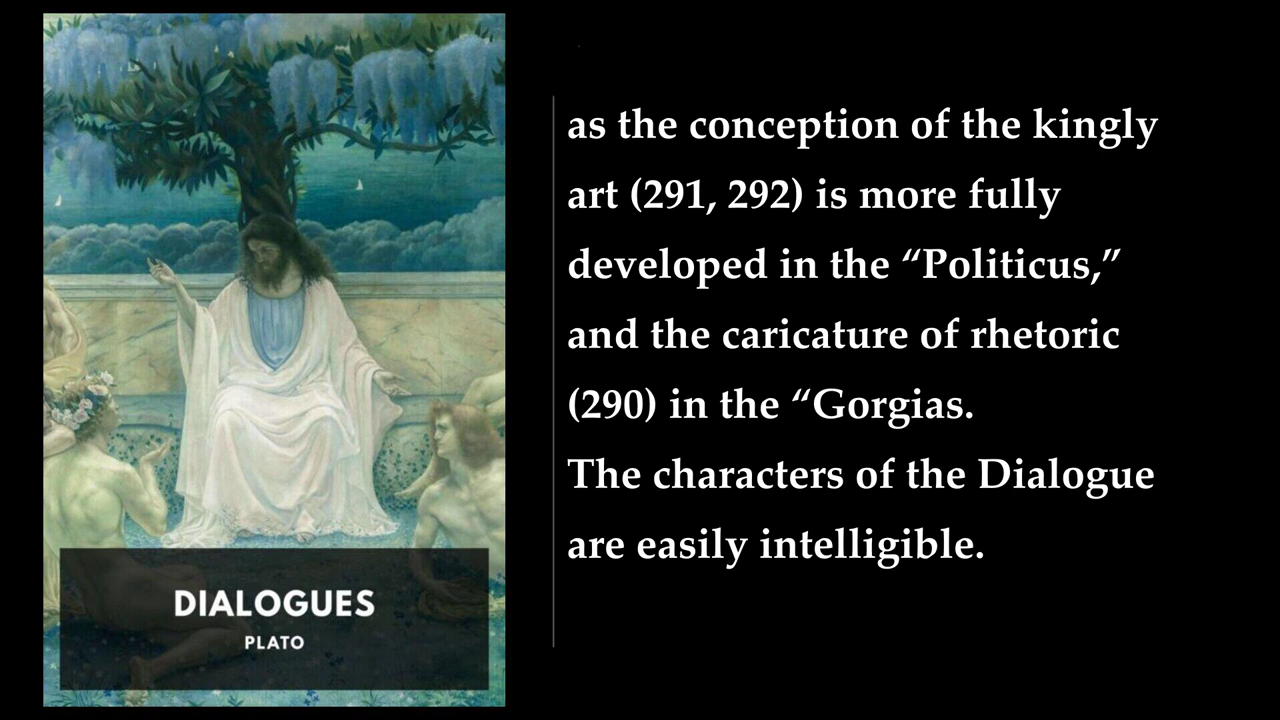 as the conception of the kingly
art (291, 292) is more fully
developed in the “Politicus,”
and the caricature of rhetoric
(290) in the “Gorgias.
The characters of the Dialogue
are easily intelligible.
DIALOGUES
PLATO